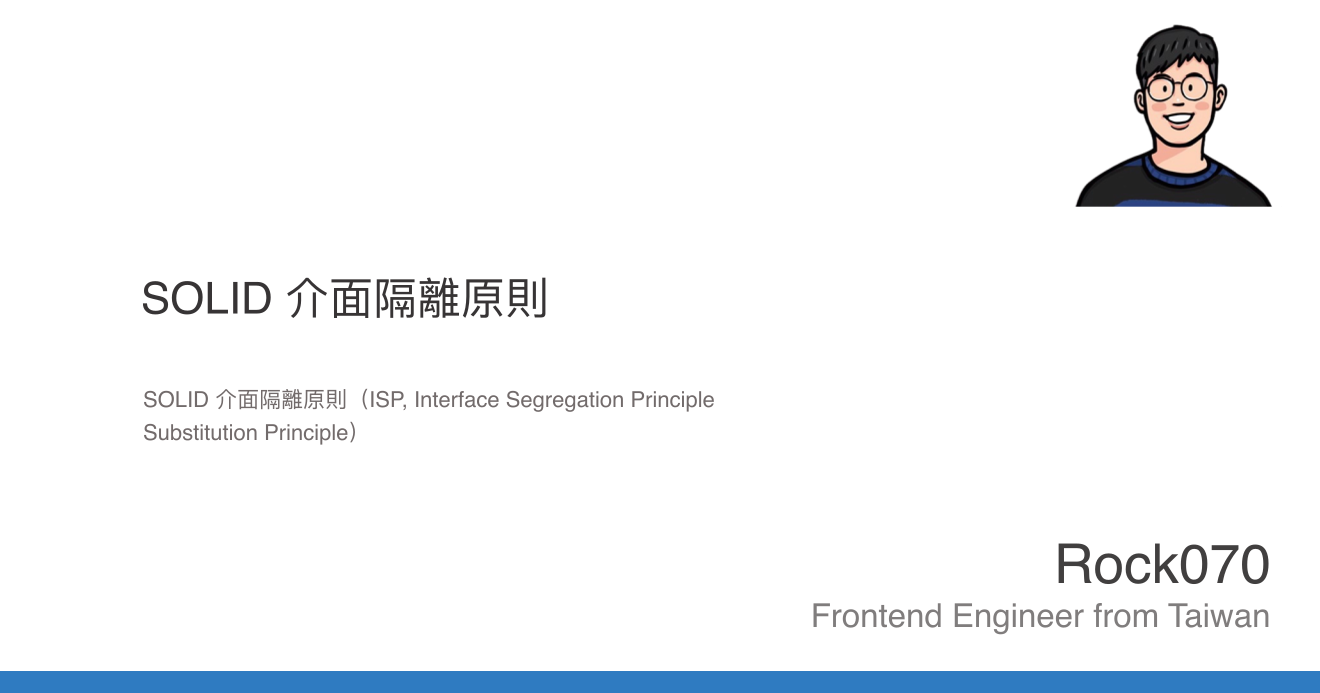 SOLID 介面隔離原則
SOLID 介面隔離原則（ISP, Interface Segregation Principle
Substitution Principle）
Rock070
Frontend Engineer from Taiwan